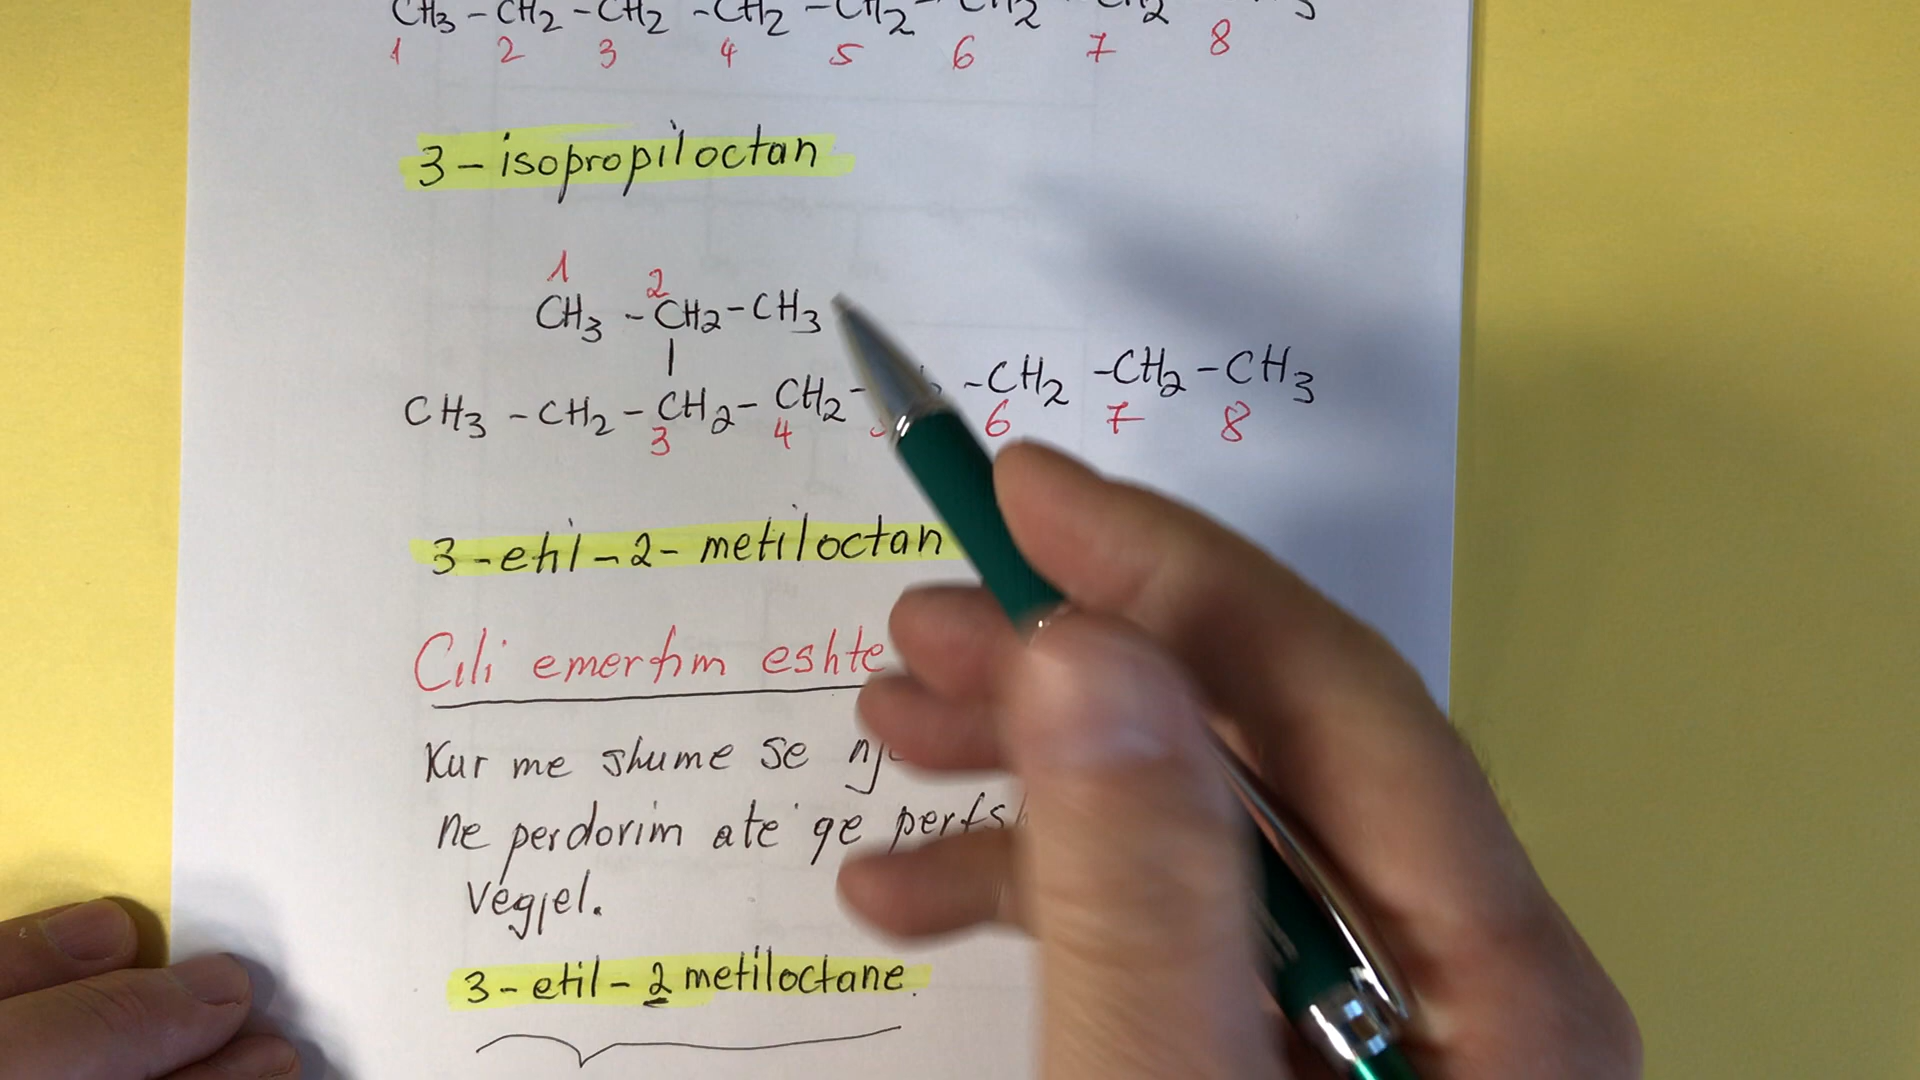 CH3 - CH2 - CH2 - CH2 - CH2 - CH2 CH2
1 2 3 4 5 6 7 8
3 - isopropiloctan
1 2
CH3 - CH2 - CH3
|
CH3 - CH2 - CH2 - CH2 - - CH2 - CH2 - CH3
3 4 6 7 8
3 - etil - 2 - metiloctan
Cili emertim eshte
Kur me shume se
ne perdorim ate qe
vegjel.
3 - etil - 2 metiloctane.